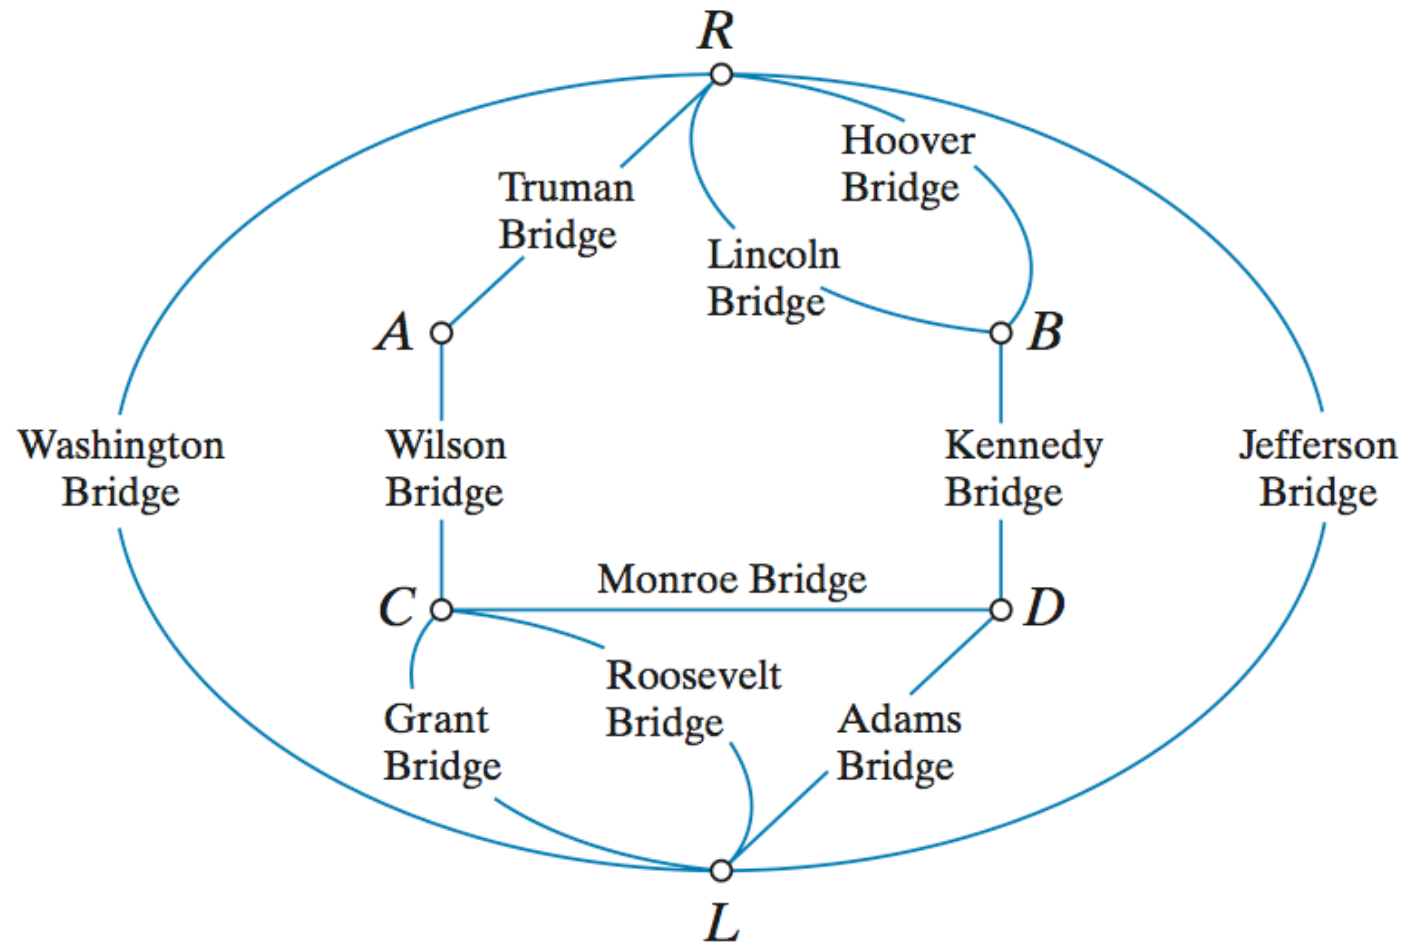 R
Hoover
Bridge
Truman
Bridge
Lincoln
Bridge
A
B
Washington
Bridge
Wilson
Bridge
Kennedy
Bridge
Jefferson
Bridge
Monroe Bridge
C
D
Roosevelt
Bridge
Grant
Bridge
Adams
Bridge
L